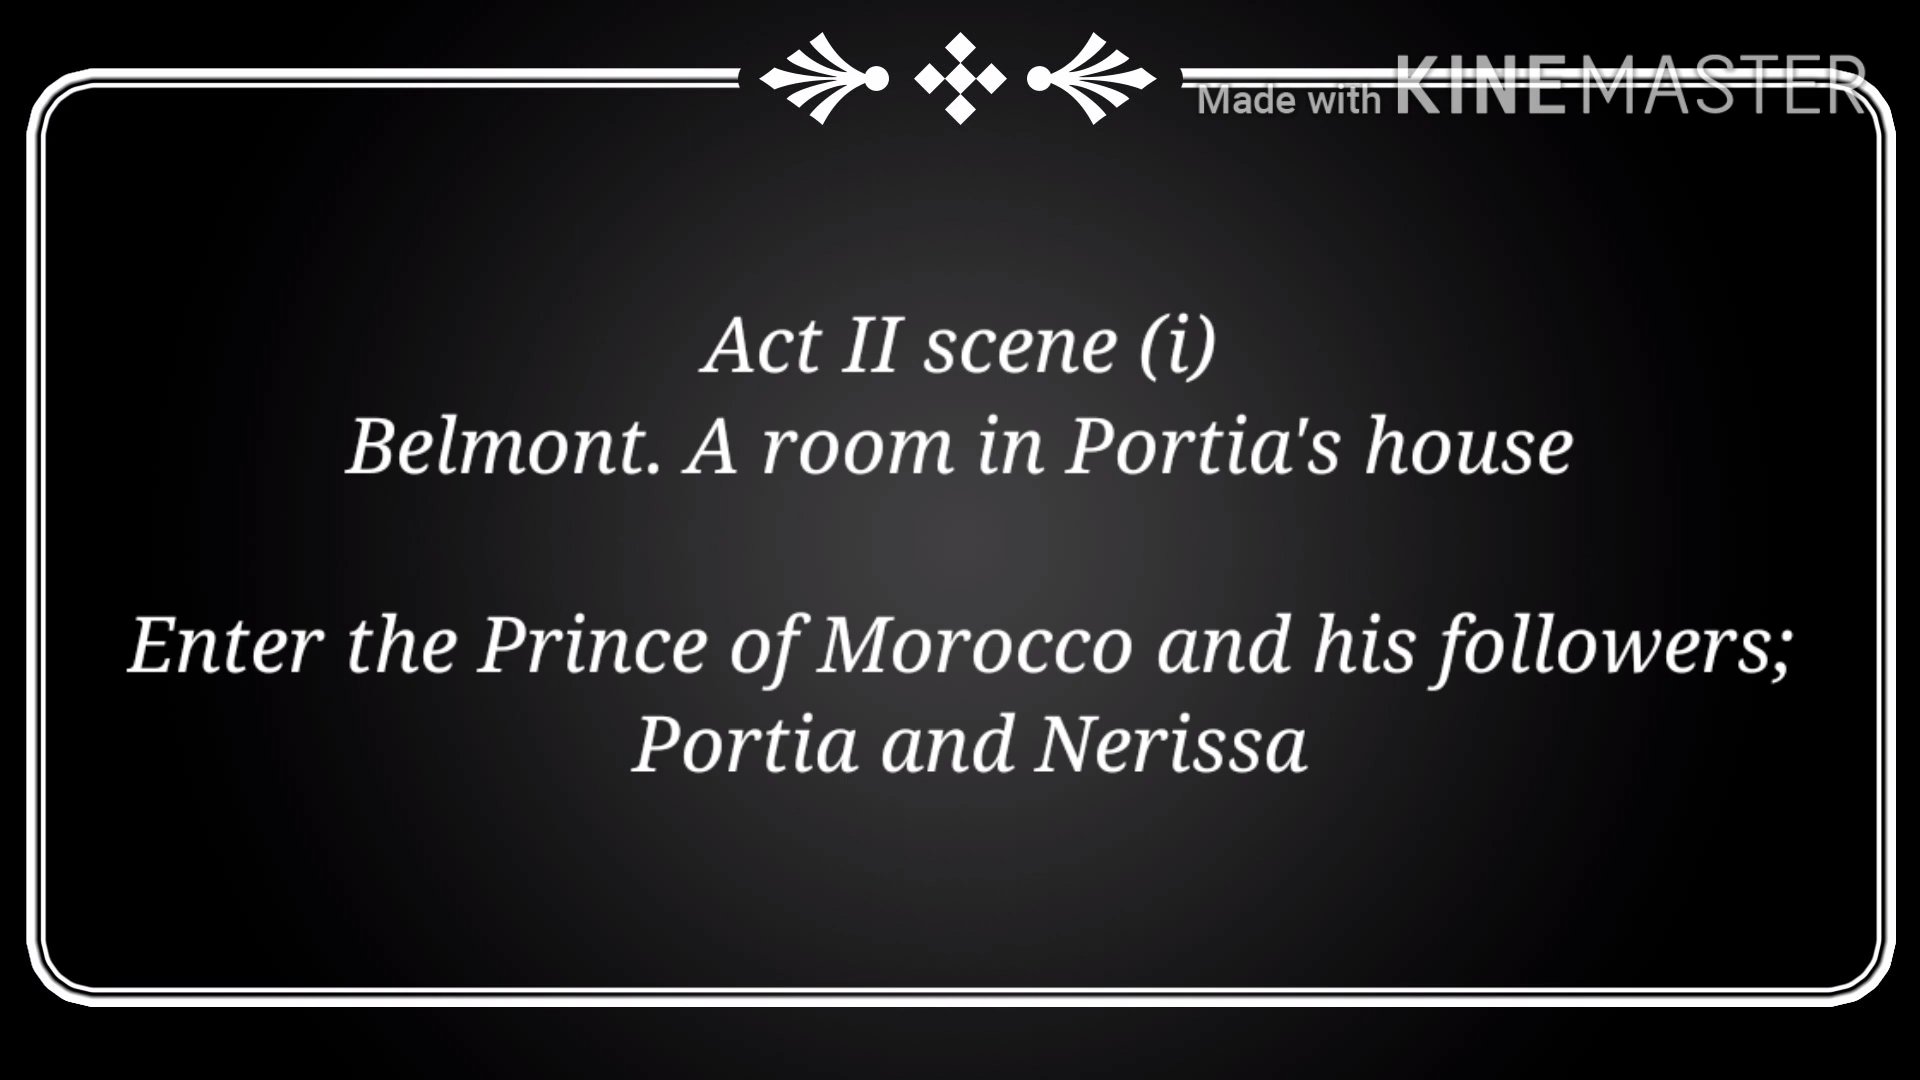 Made with KINEMASTER
Act II scene (i)
Belmont. A room in Portia's house
Enter the Prince of Morocco and his followers;
Portia and Nerissa